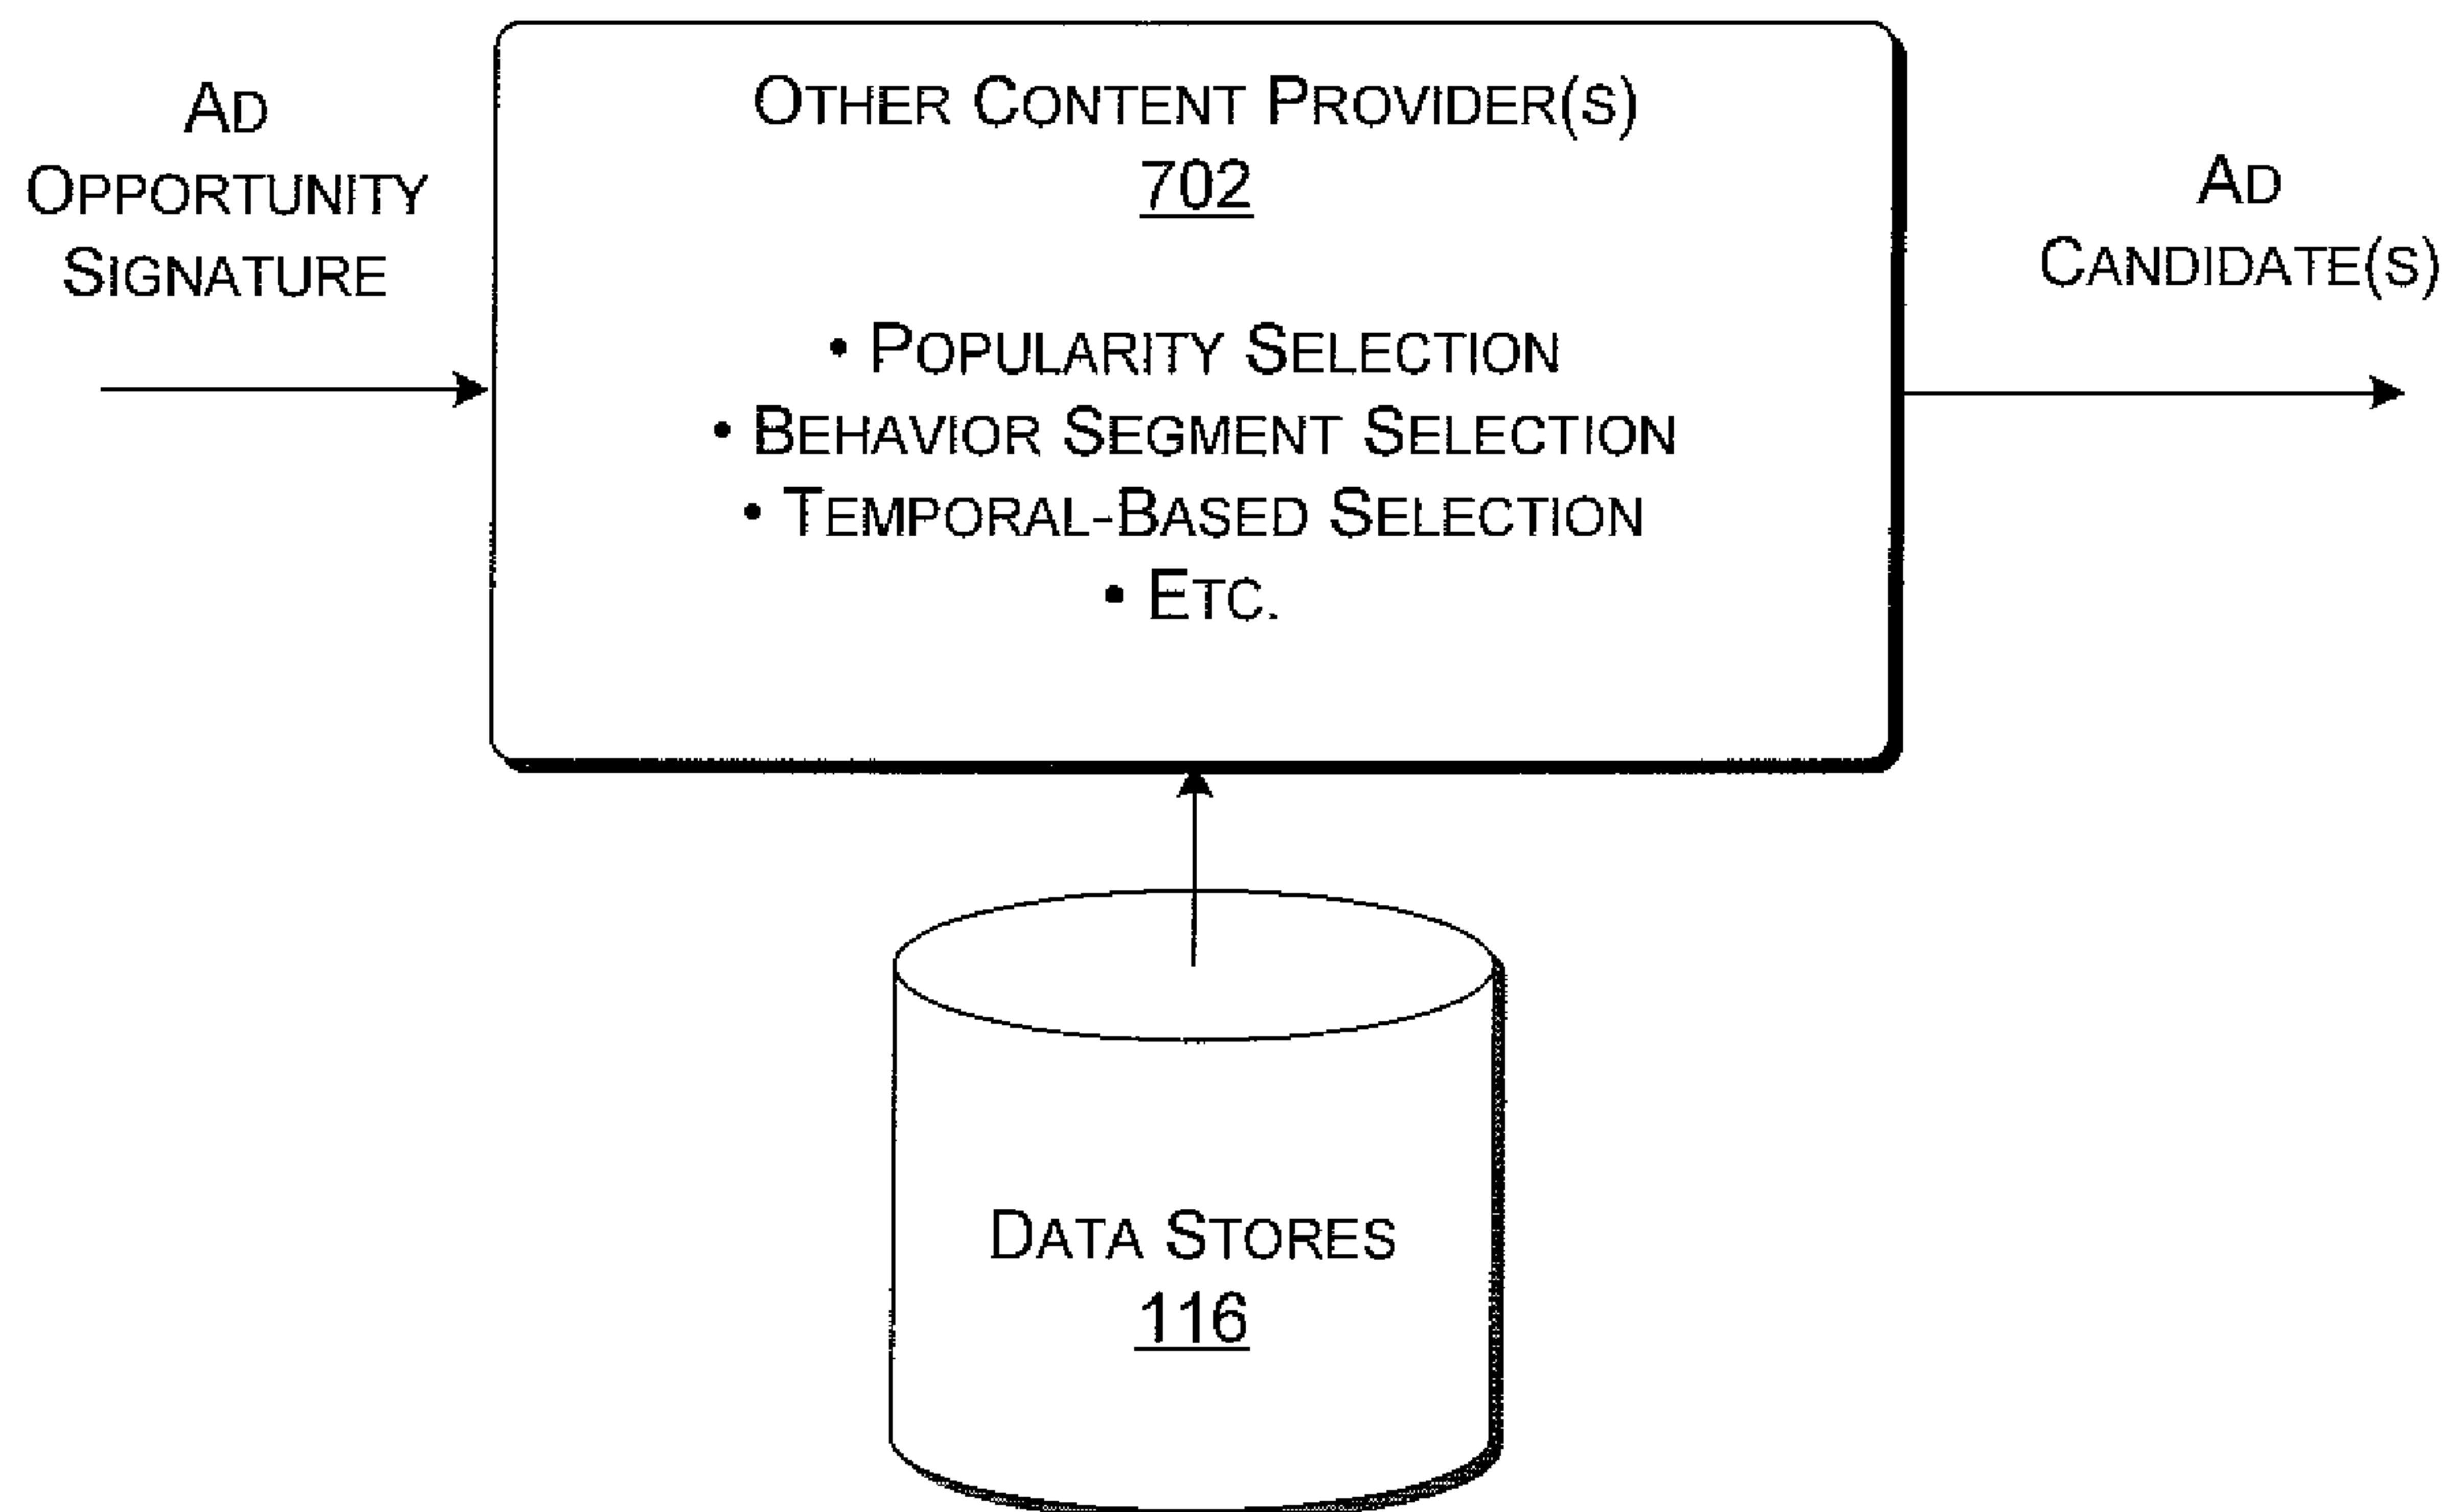 AD
OPPORTUNITY
SIGNATURE
OTHER CONTENT PROVIDER(S)
702
• POPULARITY SELECTION
• BEHAVIOR SEGMENT SELECTION
• TEMPORAL-BASED SELECTION
• ETC.
AD
CANDIDATE(S)
DATA STORES
116